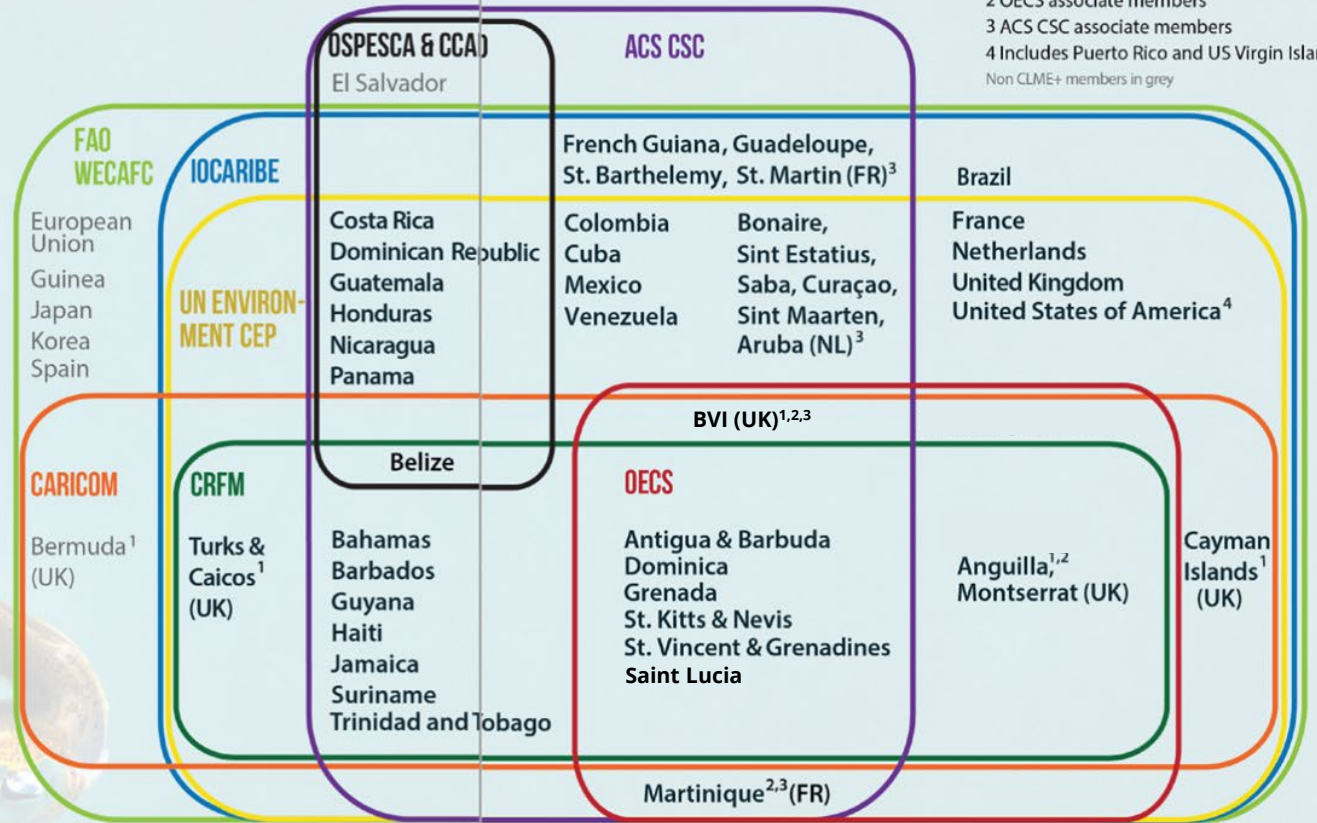 2 OECS associate members
3 ACS CSC associate members
4 Includes Puerto Rico and US Virgin
Non CLME+ members in grey
OSPESCA & CCAD
El Salvador
ACS CSC
FAO
WECAFC
IOCARIBE
French Guiana, Guadeloupe,
St. Barthelemy, St. Martin (FR)3
Brazil
European
Union
Guinea
Japan
Korea
Spain
UN ENVIRON-
MENT CEP
Costa Rica
Dominican Republic
Guatemala
Honduras
Nicaragua
Panama
Colombia
Cuba
Mexico
Venezuela
Bonaire,
Sint Estatius,
Saba, Curaçao,
Sint Maarten,
Aruba (NL)3
France
Netherlands
United Kingdom
United States of America4
BVI (UK)1,2,3
Belize
CARICOM
Bermuda1
(UK)
CRFM
Turks &
Caicos1
(UK)
Bahamas
Barbados
Guyana
Haiti
Jamaica
Suriname
Trinidad and Tobago
OECS
Antigua & Barbuda
Dominica
Grenada
St. Kitts & Nevis
St. Vincent & Grenadines
Saint Lucia
Anguilla,1,2
Montserrat (UK)
Cayman
Islands1
(UK)
Martinique2,3(FR)